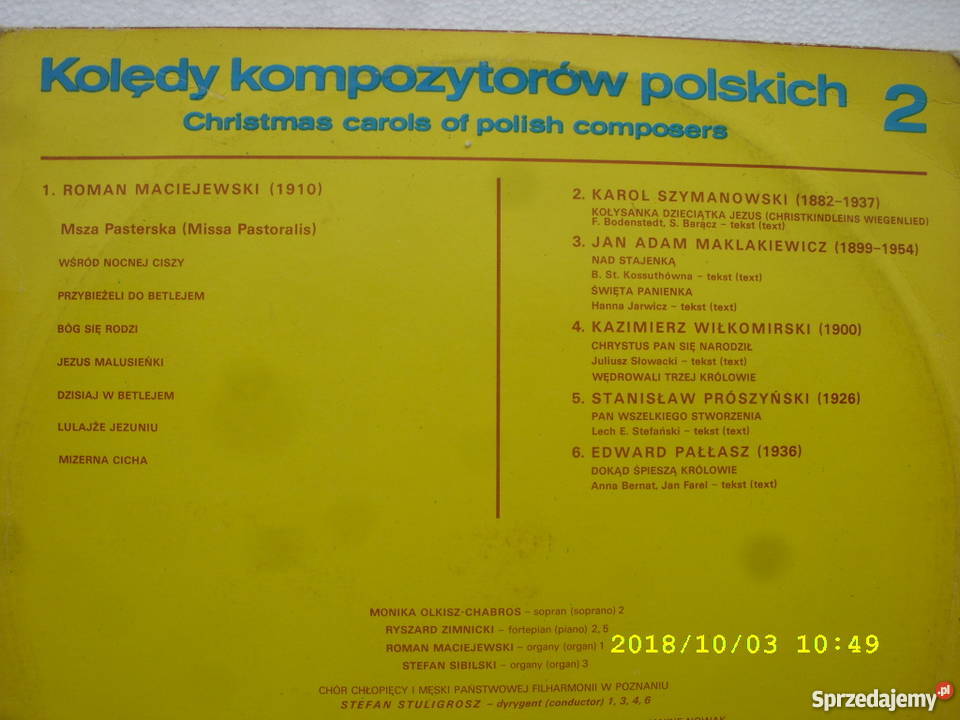 Kolędy kompozytorów polskich 2
Christmas carols of polish composers
1. ROMAN MACIEJEWSKI (1910)
Msza Pasterska (Missa Pastoralis)
WŚRÓD NOCNEJ CISZY
PRZYBIEŻELI DO BETLEJEM
BÓG SIĘ RODZI
JEZUS MALUSIEŃKI
DZISIAJ W BETLEJEM
LULAJŻE JEZUNIU
MIZERNA CICHA
2. KAROL SZYMANOWSKI (1882–1937)
KOŁYSANKA DZIECIĄTKA JEZUS (CHRISTKINDLEINS WIEGENLIED)
F. Bodenstedt, S. Barącz – tekst (text)
3. JAN ADAM MAKLAKIEWICZ (1899–1954)
NAD STAJENKĄ
B. St. Kossuthówna – tekst (text)
ŚWIĘTA PANIENKA
Hanna Jarwicz – tekst (text)
4. KAZIMIERZ WIŁKOMIRSKI (1900)
CHRYSTUS PAN SIĘ NARODZIŁ
Juliusz Słowacki – tekst (text)
WĘDROWALI TRZEJ KRÓLOWIE
5. STANISŁAW PRÓSZYŃSKI (1926)
PAN WSZELKIEGO STWORZENIA
Lech E. Stefański – tekst (text)
6. EDWARD PAŁŁASZ (1936)
DOKĄD ŚPIESZĄ KRÓLOWIE
Anna Bernat, Jan Farel – tekst (text)
MONIKA OLKISZ-CHABROS – sopran (soprano) 2
RYSZARD ZIMNICKI – fortepian (piano) 2, 5
ROMAN MACIEJEWSKI – organy (organ) 1
STEFAN SIBILSKI – organy (organ) 3
CHÓR CHŁOPIĘCY I MĘSKI PAŃSTWOWEJ FILHARMONII W POZNANIU
STEFAN STULIGROSZ – dyrygent (conductor) 1, 3, 4, 6
2018/10/03 10:49
Sprzedajemy.pl